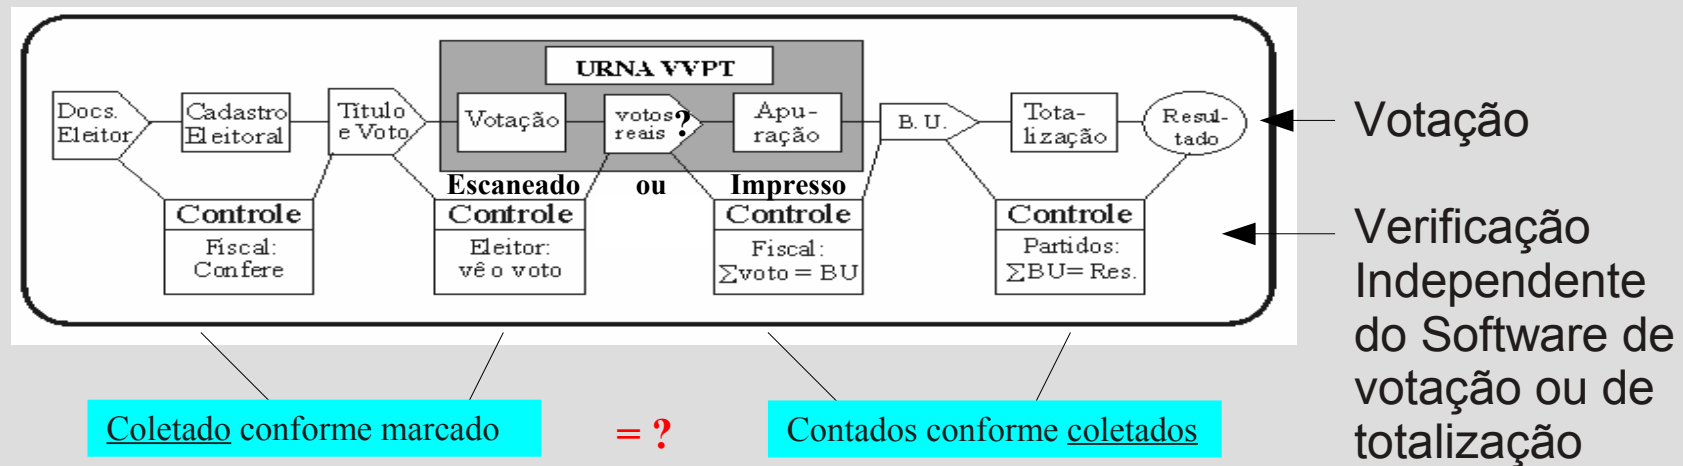 URNA VVPT
Docs.
Eleitor
Cadastro
Eleitoral
Título
e Voto
Votação
votos
reais ?
Apu-
ração
B. U.
Tota-
lização
Resul-
tado
Escaneado ou Impresso
Controle
Fiscal:
Confere
Controle
Eleitor:
vê o voto
Controle
Fiscal:
∑voto = BU
Controle
Partidos:
∑BU= Res.
Votação
Verificação
Independente
do Software de
votação ou de
totalização
Coletado conforme marcado
= ?
Contados conforme coletados